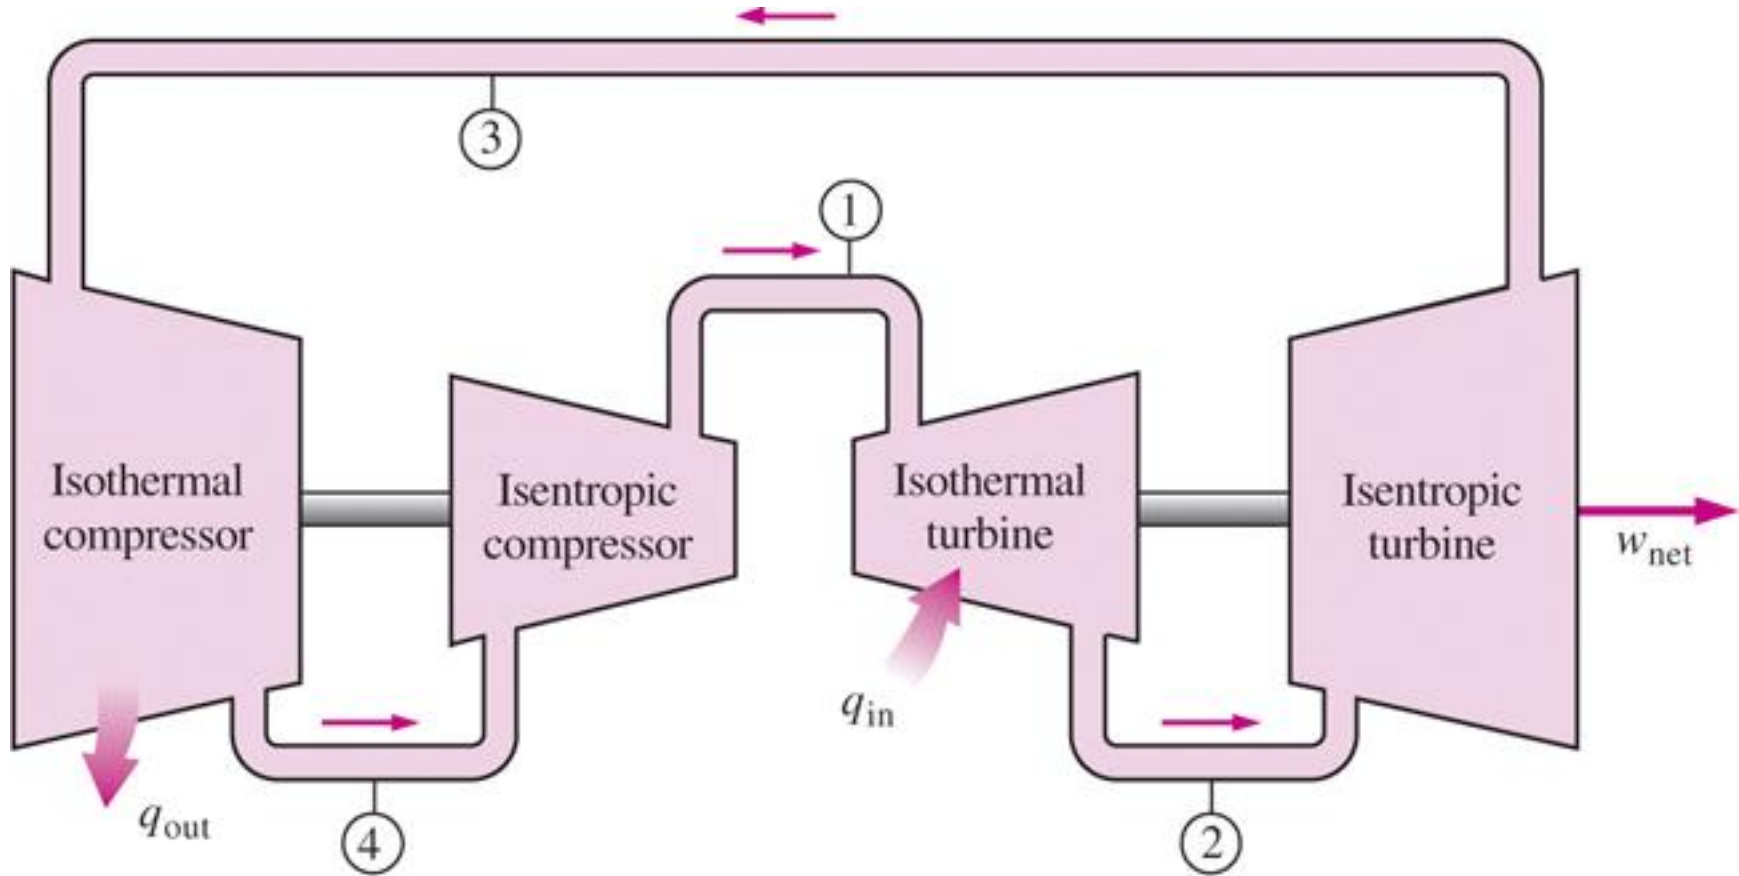 3
1
Isothermal
compressor
Isentropic
compressor
Isothermal
turbine
Isentropic
turbine
w_net
q_in
q_out
4
2